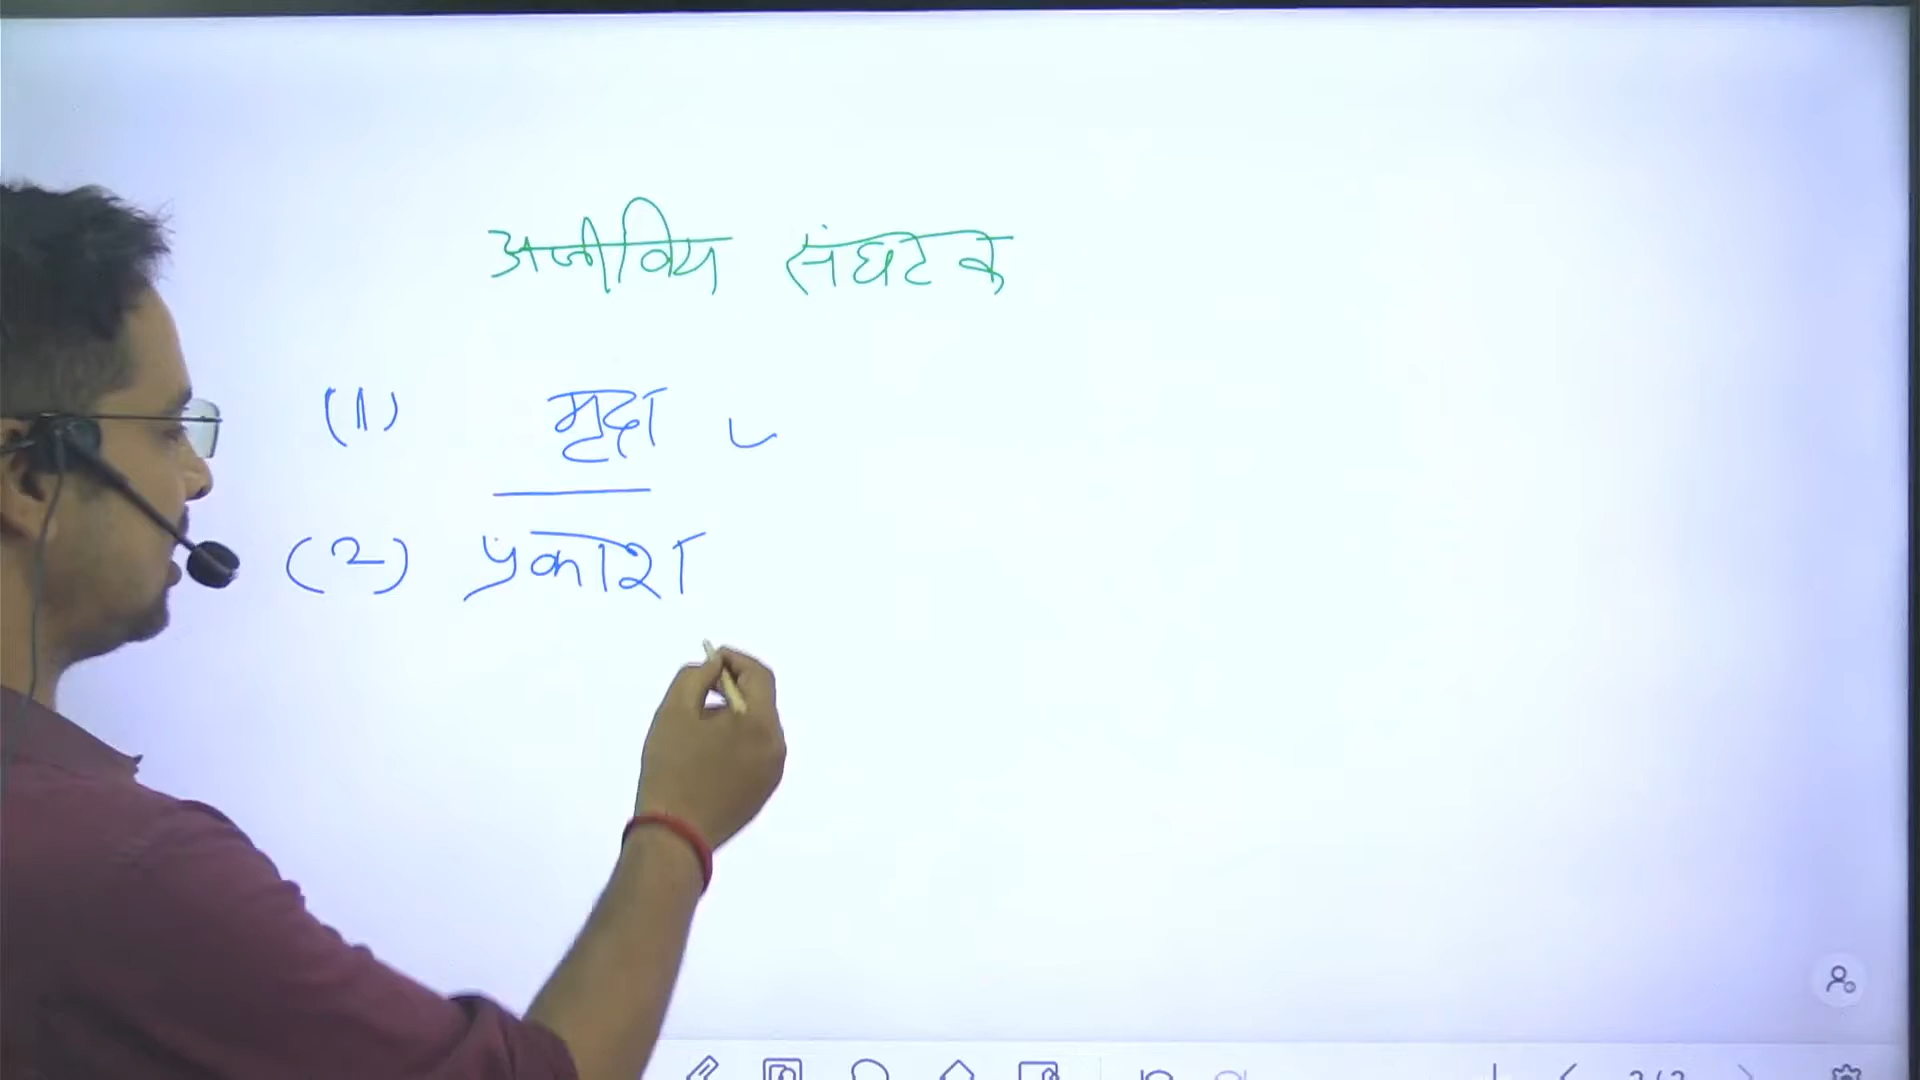 अजीविय संघटक
(1) मृदा
(2) प्रकाश